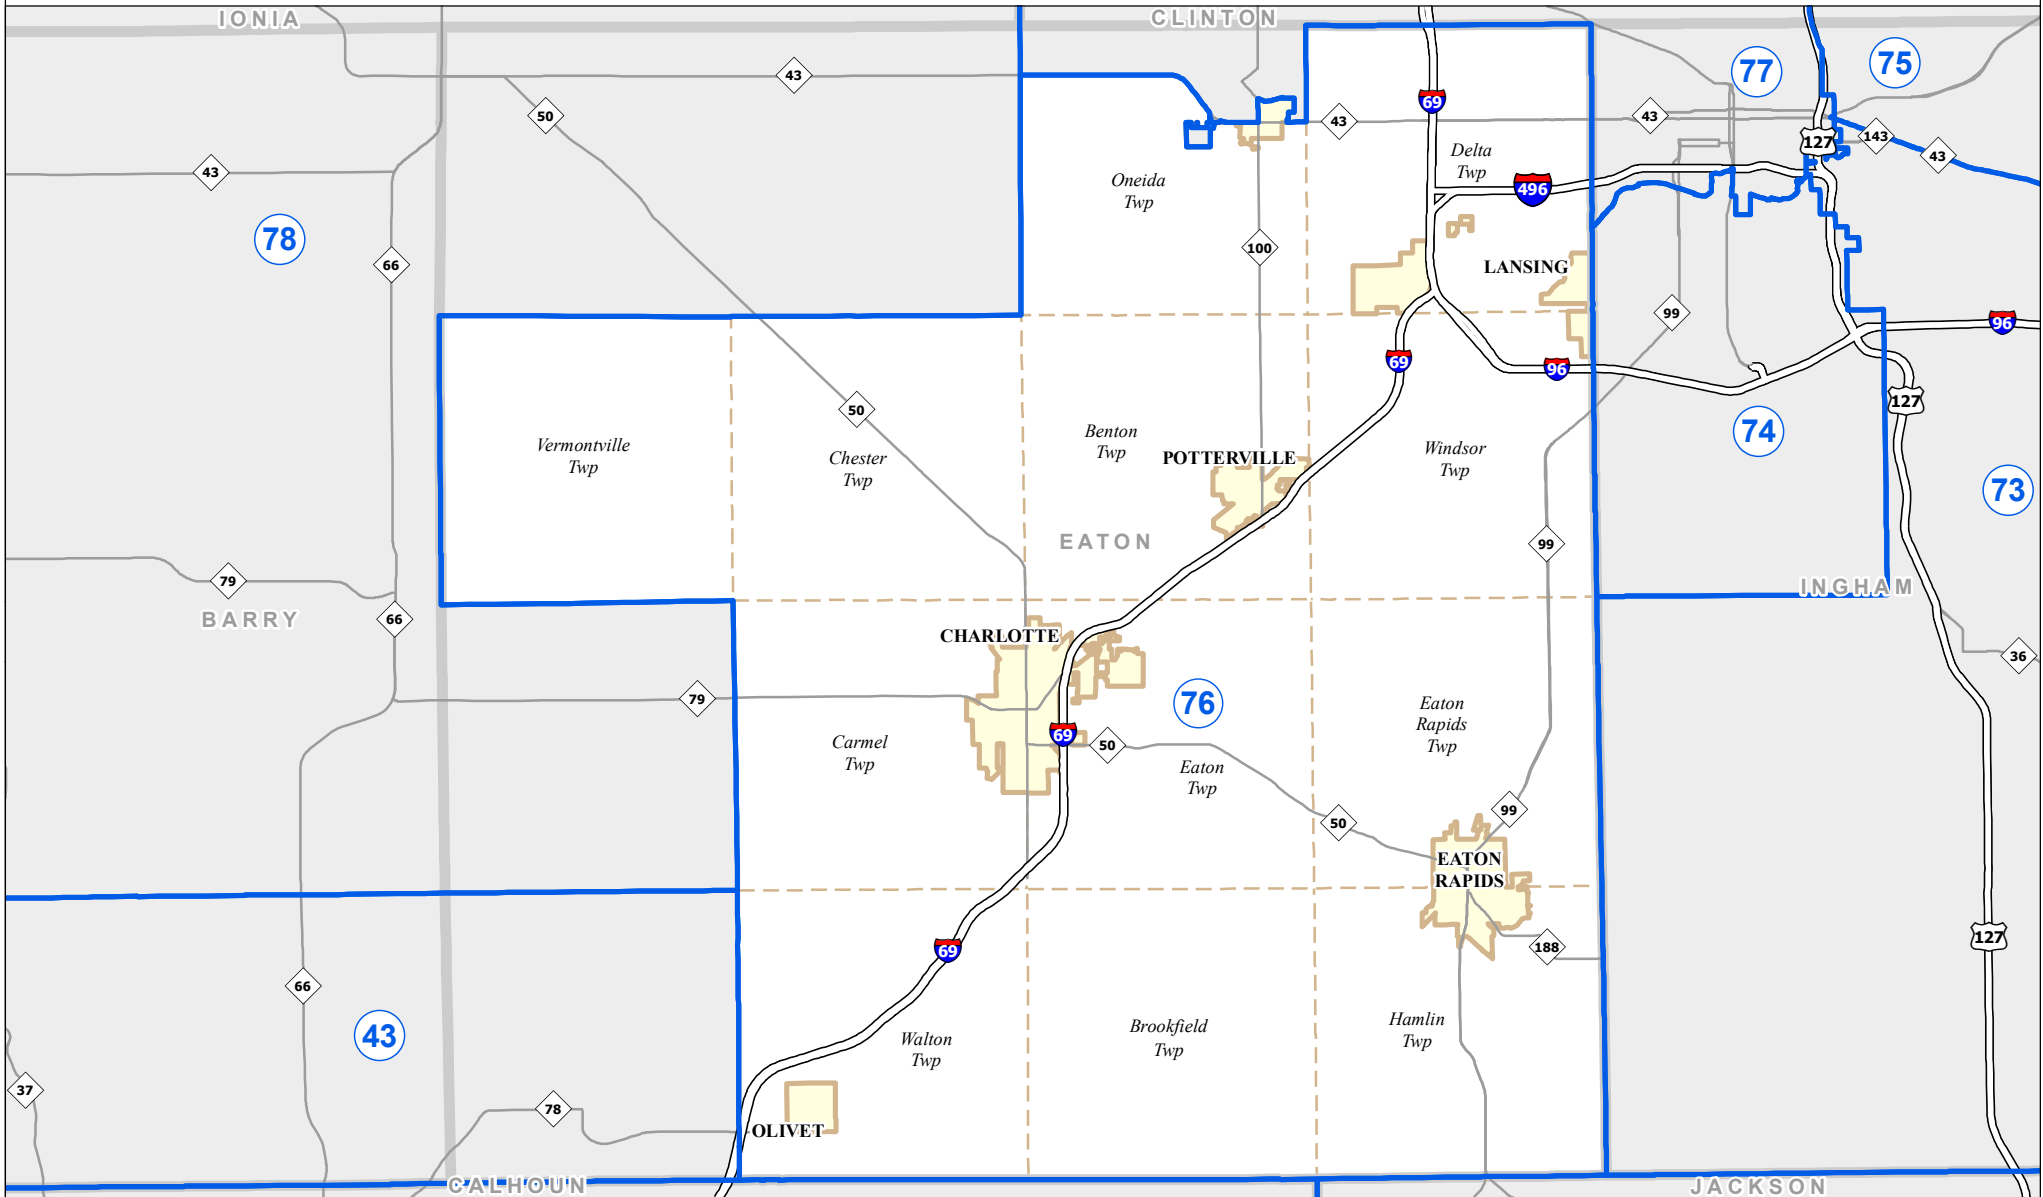 IONIA
CLINTON
77
75
43
50
69
43
43
127
143
43
43
Delta
Twp
Oneida
Twp
496
78
66
100
LANSING
99
96
69
96
127
50
74
Vermontville
Twp
Chester
Twp
Benton
Twp
POTTERVILLE
Windsor
Twp
73
EATON
99
79
INGHAM
BARRY
66
CHARLOTTE
36
79
76
Eaton
Rapids
Twp
Carmel
Twp
69
50
Eaton
Twp
50
99
EATON
RAPIDS
69
188
127
66
43
Walton
Twp
Brookfield
Twp
Hamlin
Twp
37
78
OLIVET
CALHOUN
JACKSON